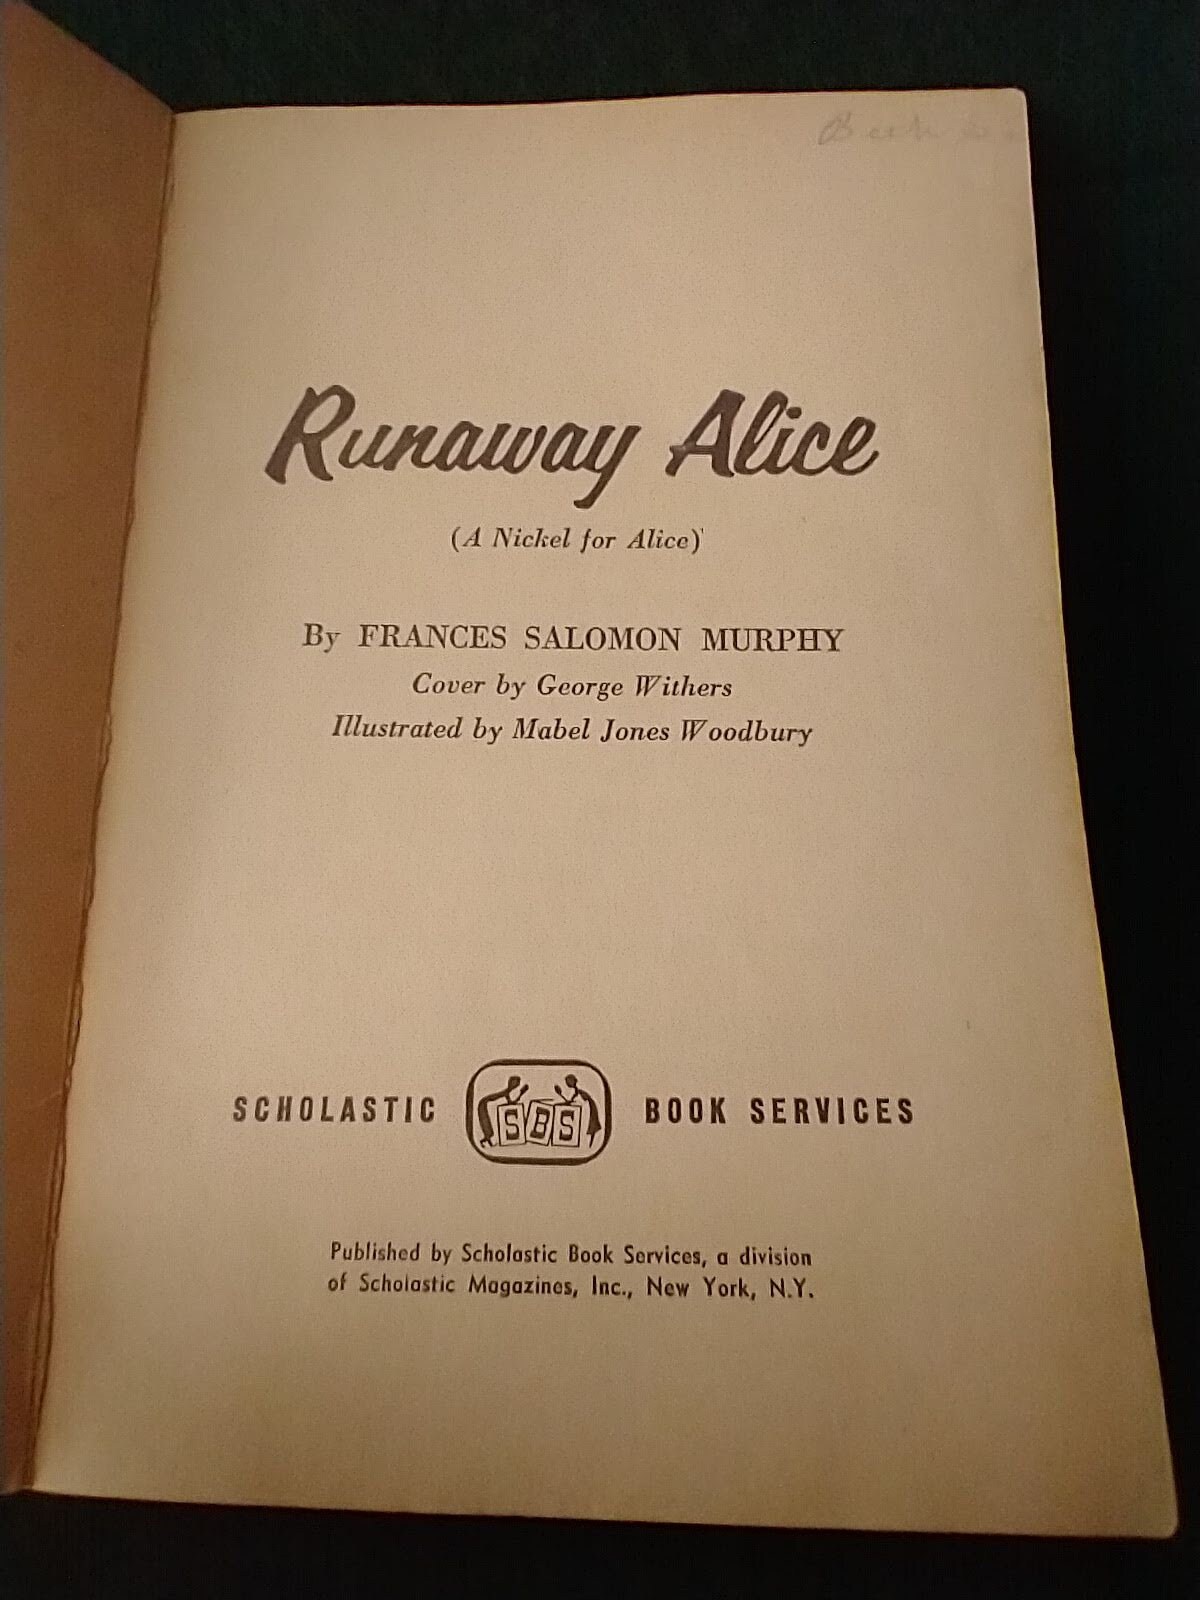 Runaway Alice
(A Nickel for Alice)
By FRANCES SALOMON MURPHY
Cover by George Withers
Illustrated by Mabel Jones Woodbury
SCHOLASTIC SBS BOOK SERVICES
Published by Scholastic Book Services, a division
of Scholastic Magazines, Inc., New York, N.Y.